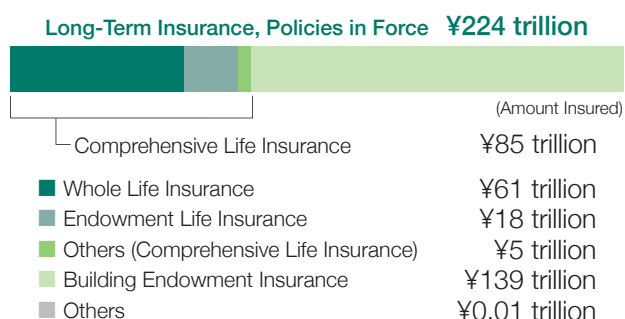 Long-Term Insurance, Policies in Force ¥224 trillion
(Amount Insured)
Comprehensive Life Insurance ¥85 trillion
Whole Life Insurance ¥61 trillion
Endowment Life Insurance ¥18 trillion
Others (Comprehensive Life Insurance) ¥5 trillion
Building Endowment Insurance ¥139 trillion
Others ¥0.01 trillion